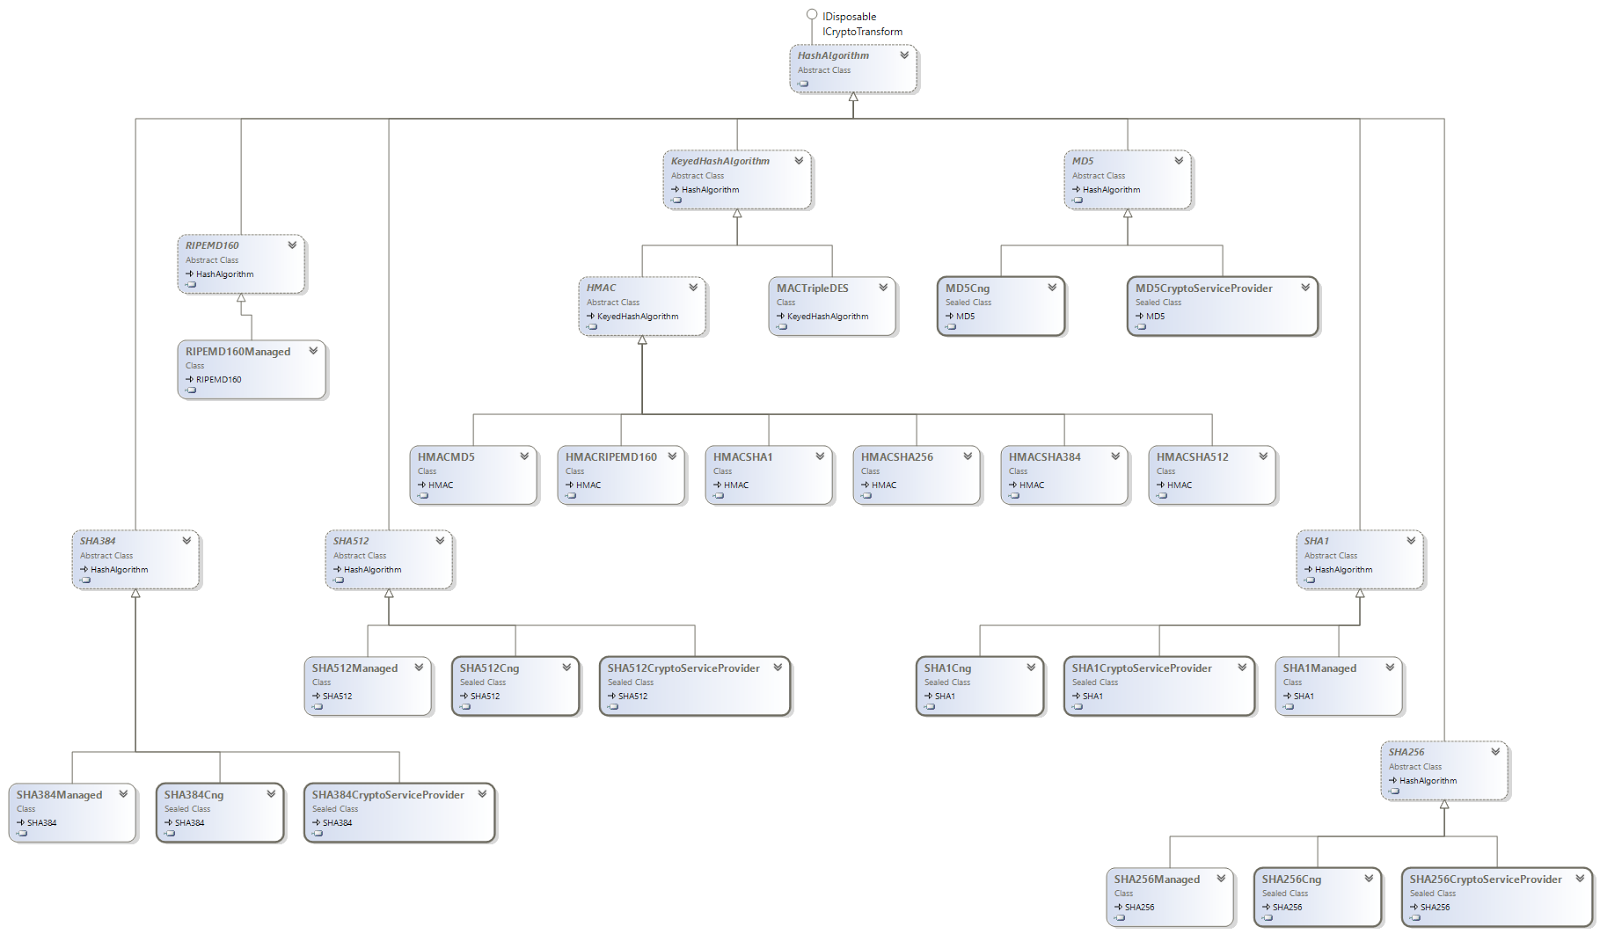 IDisposable
ICryptoTransform
HashAlgorithm
Abstract Class
KeyedHashAlgorithm
Abstract Class
HashAlgorithm
MD5
Abstract Class
HashAlgorithm
RIPEMD160
Abstract Class
HashAlgorithm
HMAC
Abstract Class
KeyedHashAlgorithm
MACTripleDES
Class
KeyedHashAlgorithm
MD5Cng
Sealed Class
MD5
MD5CryptoServiceProvider
Sealed Class
MD5
RIPEMD160Managed
Class
RIPEMD160
HMACMD5
Class
HMAC
HMACRIPEMD160
Class
HMAC
HMACSHA1
Class
HMAC
HMACSHA256
Class
HMAC
HMACSHA384
Class
HMAC
HMACSHA512
Class
HMAC
SHA384
Abstract Class
HashAlgorithm
SHA512
Abstract Class
HashAlgorithm
SHA1
Abstract Class
HashAlgorithm
SHA512Managed
Class
SHA512
SHA512Cng
Sealed Class
SHA512
SHA512CryptoServiceProvider
Sealed Class
SHA512
SHA1Cng
Sealed Class
SHA1
SHA1CryptoServiceProvider
Sealed Class
SHA1
SHA1Managed
Class
SHA1
SHA256
Abstract Class
HashAlgorithm
SHA384Managed
Class
SHA384
SHA384Cng
Sealed Class
SHA384
SHA384CryptoServiceProvider
Sealed Class
SHA384
SHA256Managed
Class
SHA256
SHA256Cng
Sealed Class
SHA256
SHA256CryptoServiceProvider
Sealed Class
SHA256